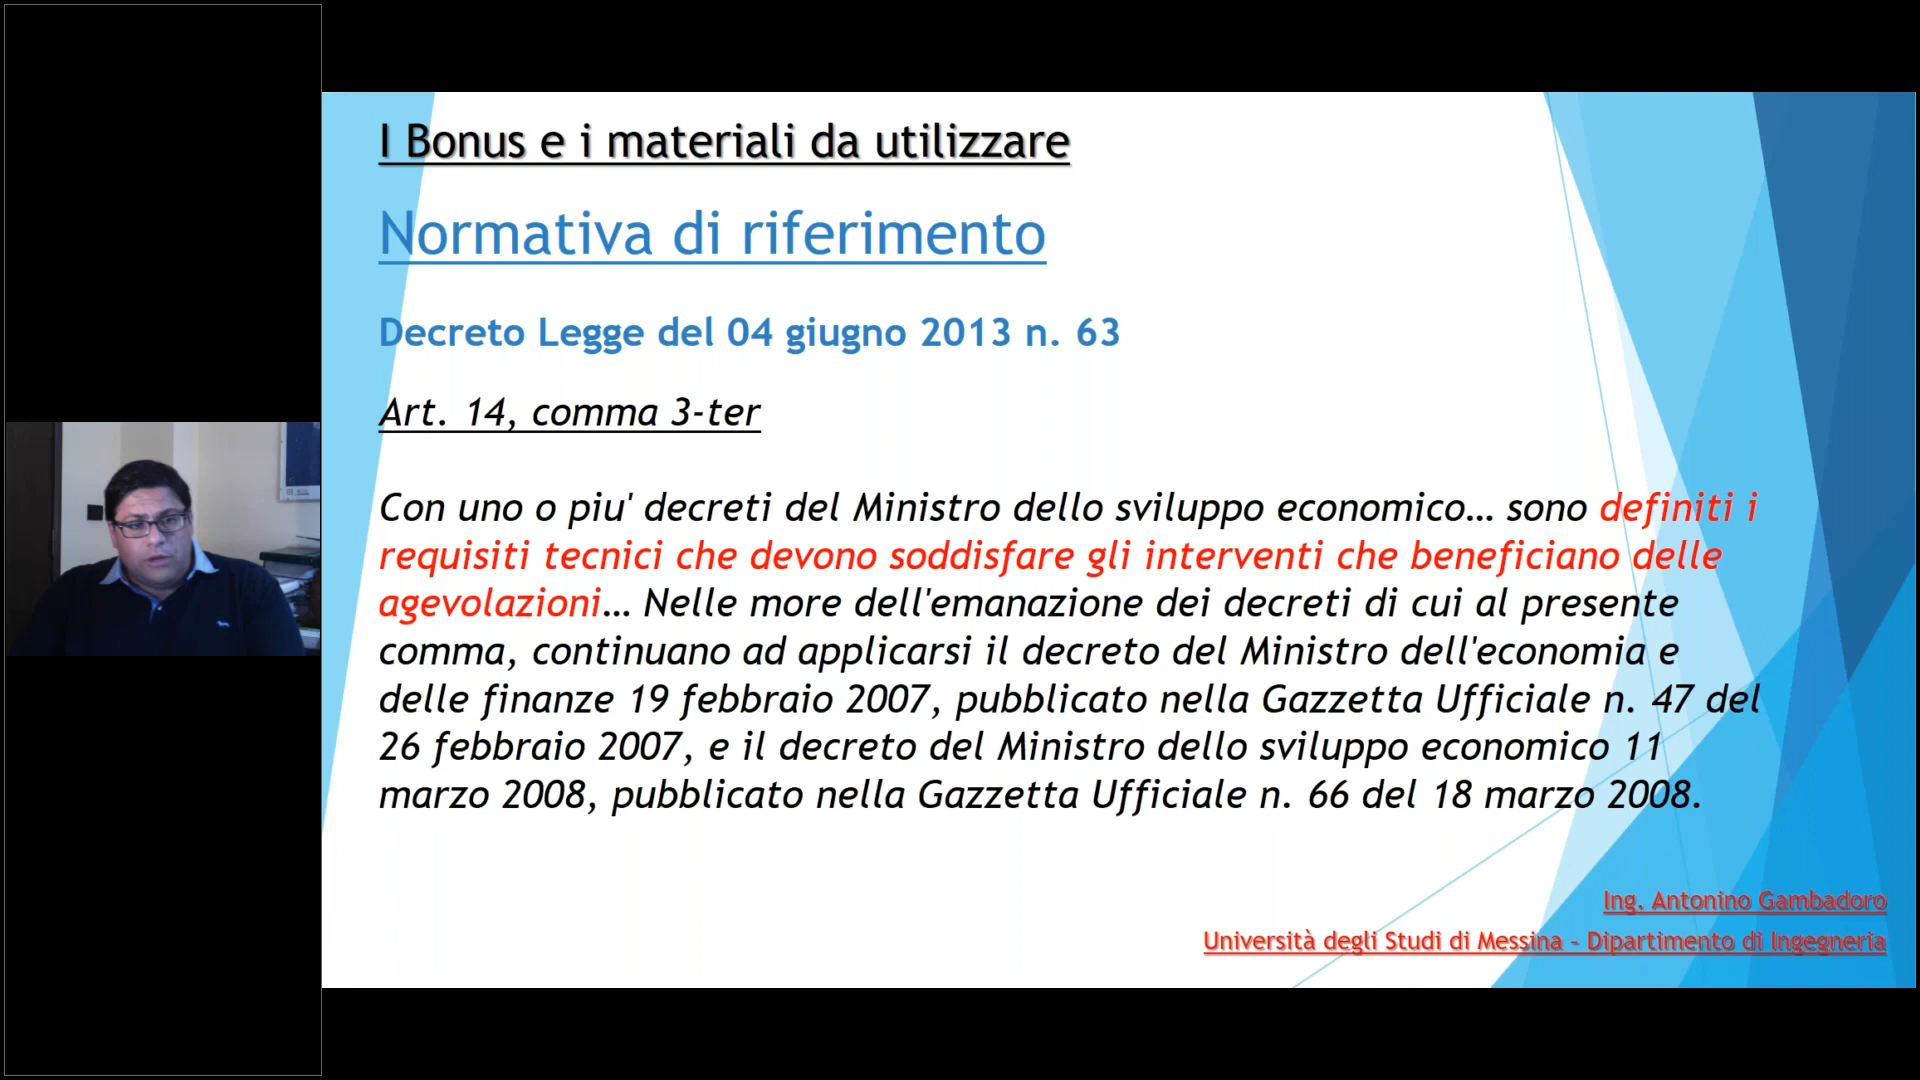 I Bonus e i materiali da utilizzare
Normativa di riferimento
Decreto Legge del 04 giugno 2013 n. 63
Art. 14, comma 3-ter
Con uno o piu' decreti del Ministro dello sviluppo economico… sono definiti i
requisiti tecnici che devono soddisfare gli interventi che beneficiano delle
agevolazioni… Nelle more dell'emanazione dei decreti di cui al presente
comma, continuano ad applicarsi il decreto del Ministro dell'economia e
delle finanze 19 febbraio 2007, pubblicato nella Gazzetta Ufficiale n. 47 del
26 febbraio 2007, e il decreto del Ministro dello sviluppo economico 11
marzo 2008, pubblicato nella Gazzetta Ufficiale n. 66 del 18 marzo 2008.
Ing. Antonino Gambadoro
Università degli Studi di Messina – Dipartimento di Ingegneria